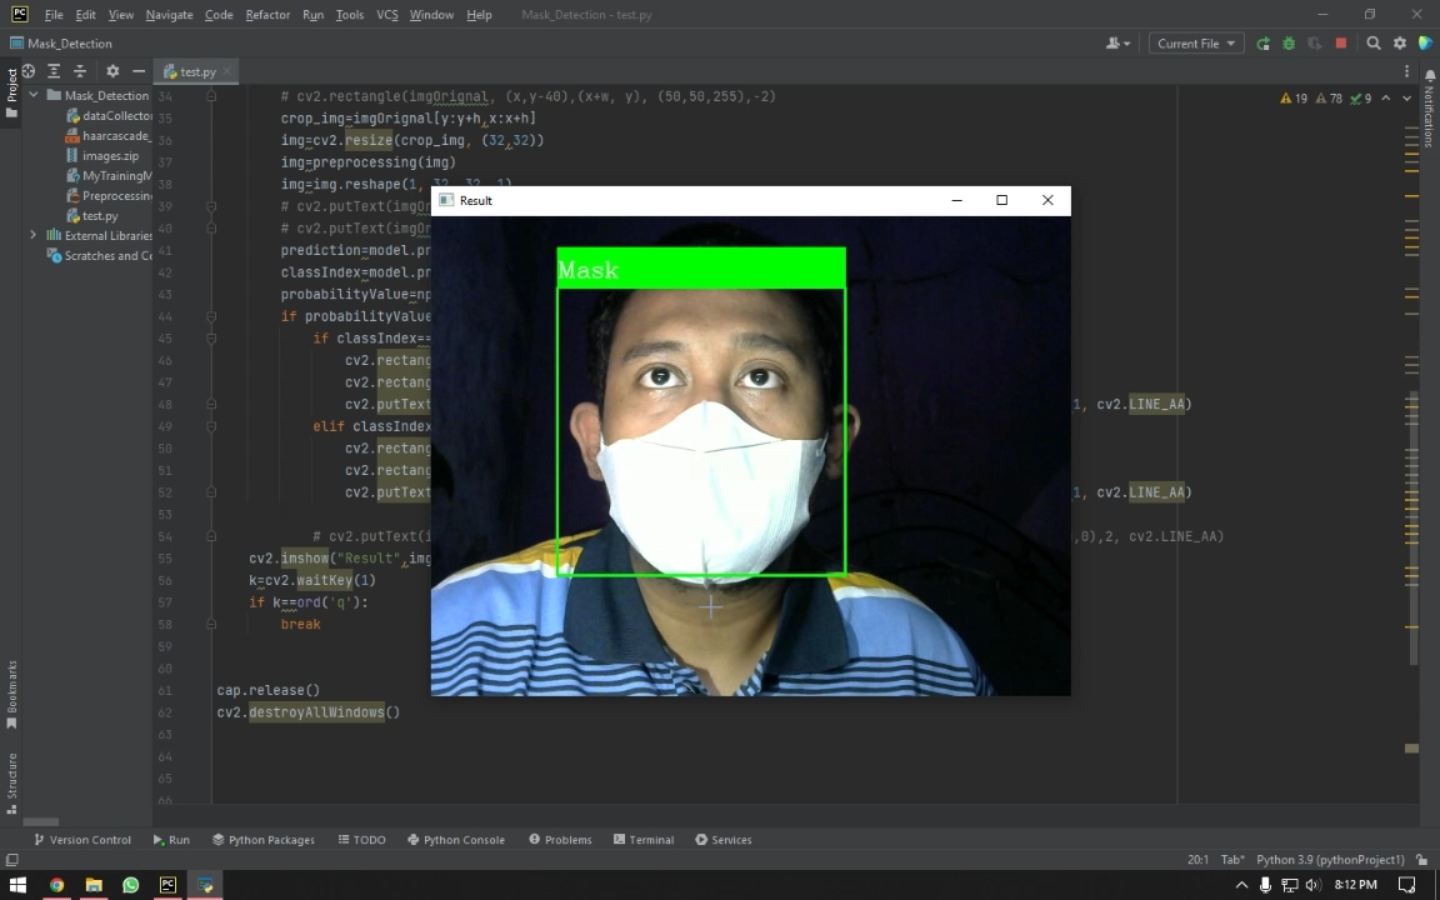 PC File Edit View Navigate Code Refactor Run Tools VCS Window Help Mask_Detection - test.py
Mask_Detection Current File
Project test.py
Mask_Detection
dataCollecto
haarcascade_
images.zip
MyTrainingM
Preprocessin
test.py
External Libraries
Scratches and Co
19 78 9
Notifications
34 # cv2.rectangle(imgOrignal, (x,y-40),(x+w, y), (50,50,255),-2)
35 crop_img=imgOrignal[y:y+h,x:x+h]
36 img=cv2.resize(crop_img, (32,32))
37 img=preprocessing(img)
38 img=img.reshape(1, 32, 32, 1)
39 # cv2.putText(imgOr
40 # cv2.putText(imgOr
41 prediction=model.pr
42 classIndex=model.pr
43 probabilityValue=np
44 if probabilityValue
45 if classIndex==
46 cv2.rectang
47 cv2.rectang
48 cv2.putText 1, cv2.LINE_AA)
49 elif classIndex
50 cv2.rectang
51 cv2.rectang
52 cv2.putText 1, cv2.LINE_AA)
53
54 # cv2.putText(i ,0),2, cv2.LINE_AA)
55 cv2.imshow("Result",img
56 k=cv2.waitKey(1)
57 if k==ord('q'):
58 break
59
60
61 cap.release()
62 cv2.destroyAllWindows()
63
64
65
66
Result
Mask
Bookmarks
Structure
Version Control Run Python Packages TODO Python Console Problems Terminal Services
20:1 Tab* Python 3.9 (pythonProject1)
PC 8:12 PM